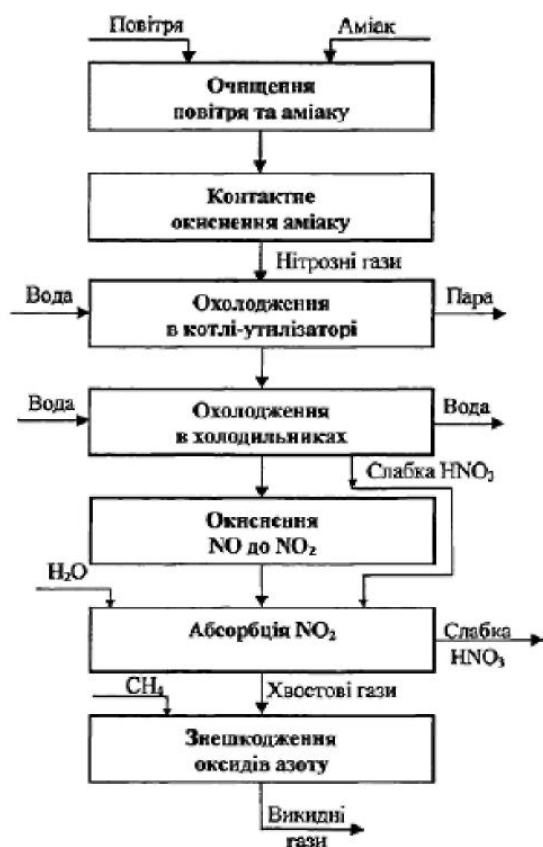 Повітря
Аміак
Очищення
повітря та аміаку
Контактне
окиснення аміаку
Нітрозні гази
Вода
Охолодження
в котлі-утилізаторі
Пара
Вода
Охолодження
в холодильниках
Вода
Слабка HNO₃
Окиснення
NO до NO₂
H₂O
Абсорбція NO₂
Слабка
HNO₃
CH₄
Хвостові гази
Знешкодження
оксидів азоту
Викидні
гази